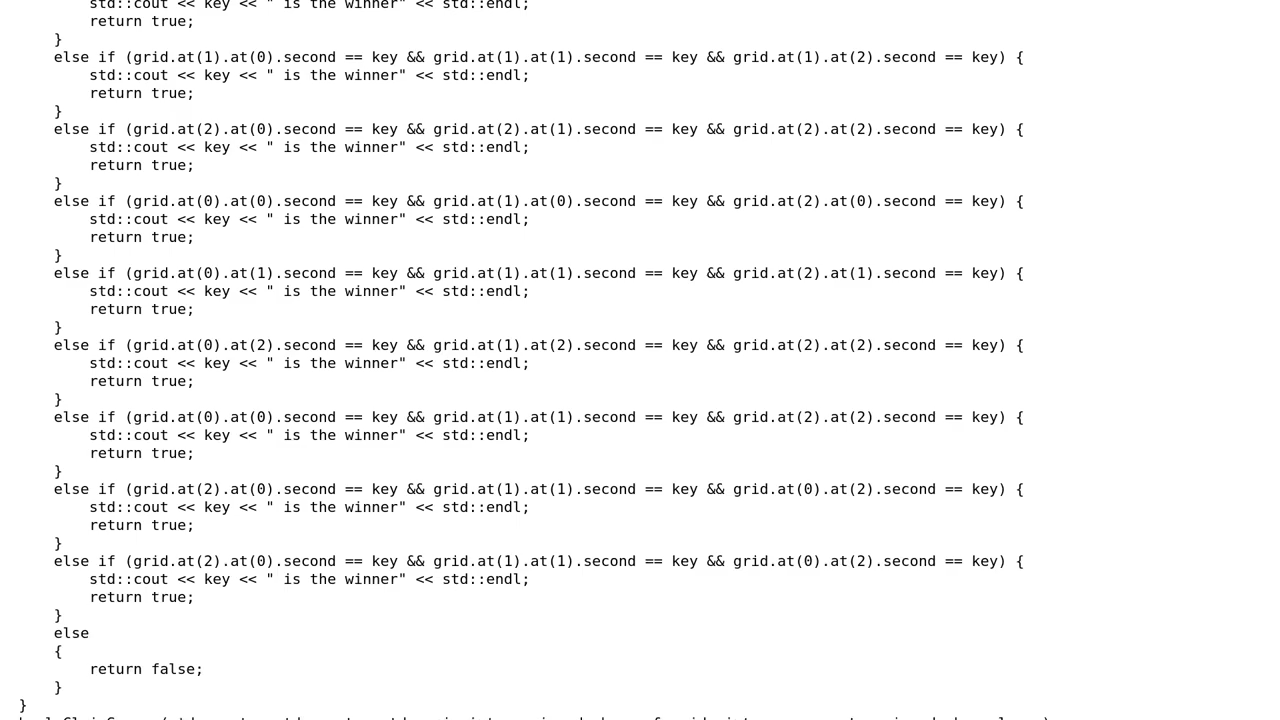 std::cout << key << " is the winner" << std::endl;
return true;
}
else if (grid.at(1).at(0).second == key && grid.at(1).at(1).second == key && grid.at(1).at(2).second == key) {
std::cout << key << " is the winner" << std::endl;
return true;
}
else if (grid.at(2).at(0).second == key && grid.at(2).at(1).second == key && grid.at(2).at(2).second == key) {
std::cout << key << " is the winner" << std::endl;
return true;
}
else if (grid.at(0).at(0).second == key && grid.at(1).at(0).second == key && grid.at(2).at(0).second == key) {
std::cout << key << " is the winner" << std::endl;
return true;
}
else if (grid.at(0).at(1).second == key && grid.at(1).at(1).second == key && grid.at(2).at(1).second == key) {
std::cout << key << " is the winner" << std::endl;
return true;
}
else if (grid.at(0).at(2).second == key && grid.at(1).at(2).second == key && grid.at(2).at(2).second == key) {
std::cout << key << " is the winner" << std::endl;
return true;
}
else if (grid.at(0).at(0).second == key && grid.at(1).at(1).second == key && grid.at(2).at(2).second == key) {
std::cout << key << " is the winner" << std::endl;
return true;
}
else if (grid.at(2).at(0).second == key && grid.at(1).at(1).second == key && grid.at(0).at(2).second == key) {
std::cout << key << " is the winner" << std::endl;
return true;
}
else if (grid.at(2).at(0).second == key && grid.at(1).at(1).second == key && grid.at(0).at(2).second == key) {
std::cout << key << " is the winner" << std::endl;
return true;
}
else
{
return false;
}
}